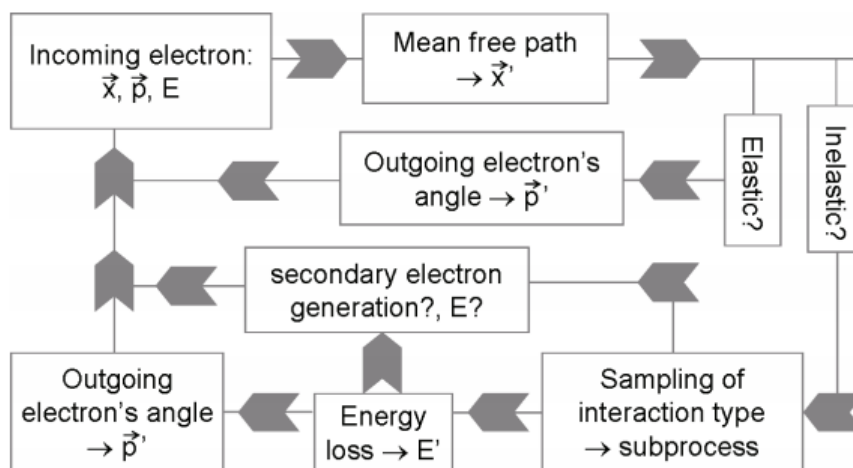 Incoming electron:
x⃗, p⃗, E
Mean free path
→ x⃗'
Elastic?
Inelastic?
Outgoing electron's
angle → p⃗'
secondary electron
generation?, E?
Outgoing
electron's angle
→ p⃗'
Energy
loss → E'
Sampling of
interaction type
→ subprocess